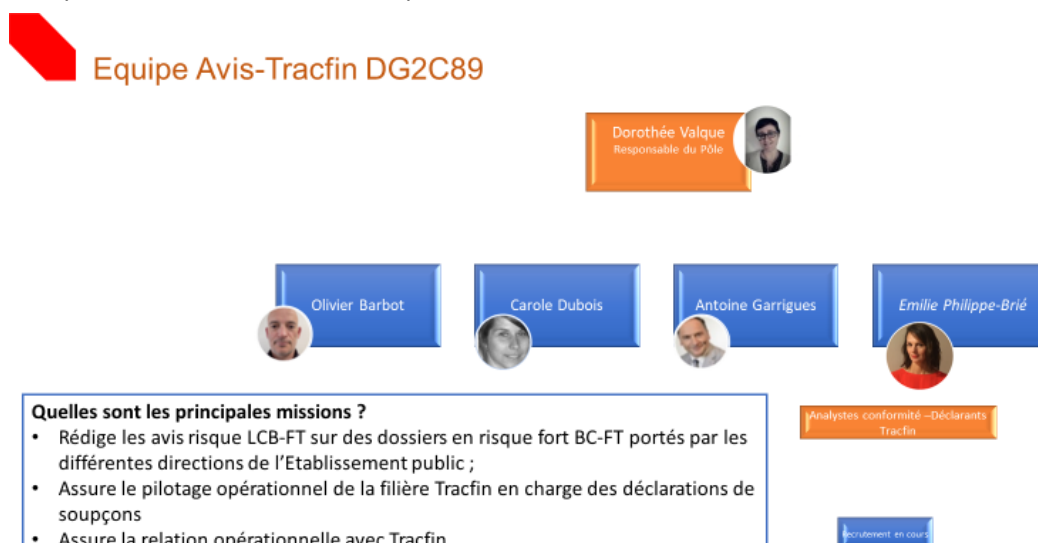 Equipe Avis-Tracfin DG2C89
Dorothée Valque
Responsable du Pôle
Olivier Barbot
Carole Dubois
Antoine Garrigues
Emilie Philippe-Brié
Quelles sont les principales missions ?
• Rédige les avis risque LCB-FT sur des dossiers en risque fort BC-FT portés par les
différentes directions de l'Etablissement public ;
• Assure le pilotage opérationnel de la filière Tracfin en charge des déclarations de
soupçons
• Assure la relation opérationnelle avec Tracfin
Analystes conformité –Déclarants
Tracfin
Recrutement en cours